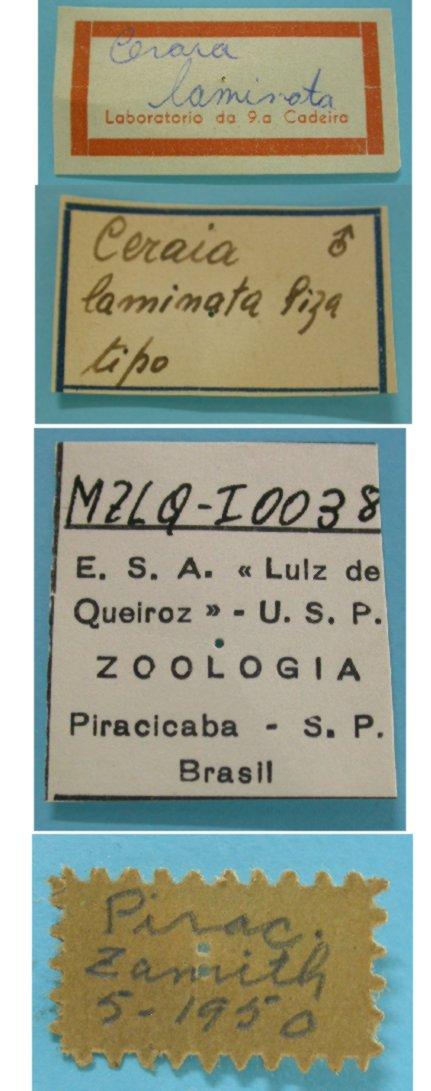 Ceraia
laminata
Laboratorio da 9.a Cadeira
Ceraia ♂
laminata Piza
tipo
MZLQ-I0038
E. S. A. « Luiz de
Queiroz » - U. S. P.
ZOOLOGIA
Piracicaba - S. P.
Brasil
Pirac.
Zamith
5-1950